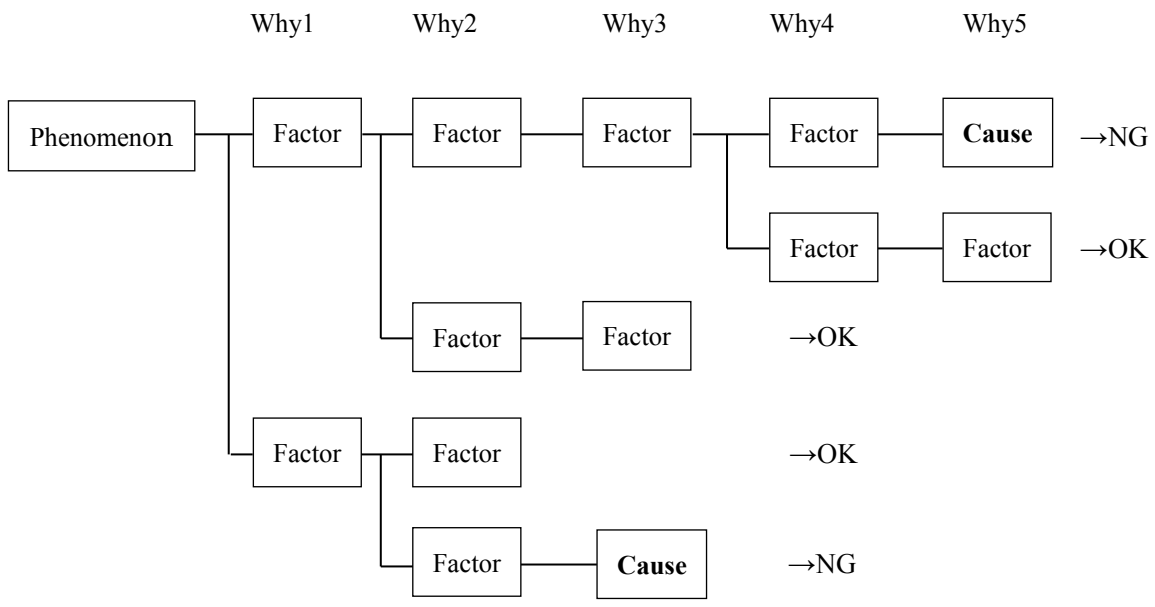 Why1 Why2 Why3 Why4 Why5
Phenomenon Factor Factor Factor Factor Cause →NG
Factor Factor →OK
Factor Factor →OK
Factor Factor →OK
Factor Cause →NG